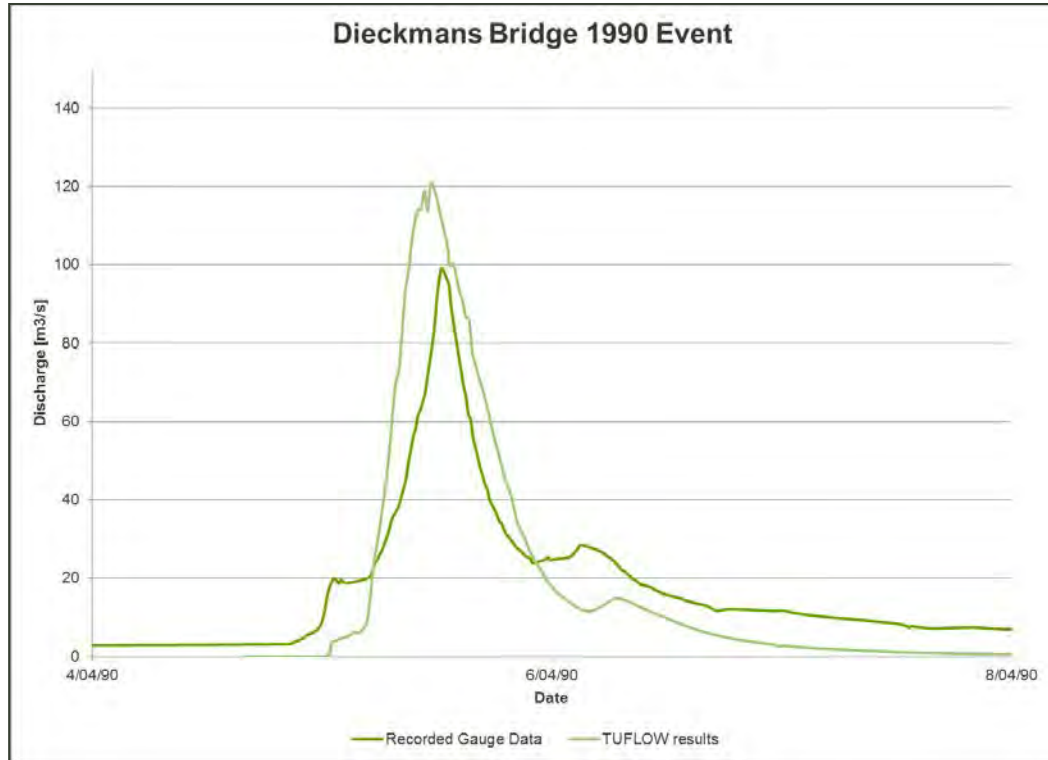 Dieckmans Bridge 1990 Event
140
120
100
80
60
40
20
0
Discharge [m3/s]
4/04/90
6/04/90
8/04/90
Date
Recorded Gauge Data
TUFLOW results